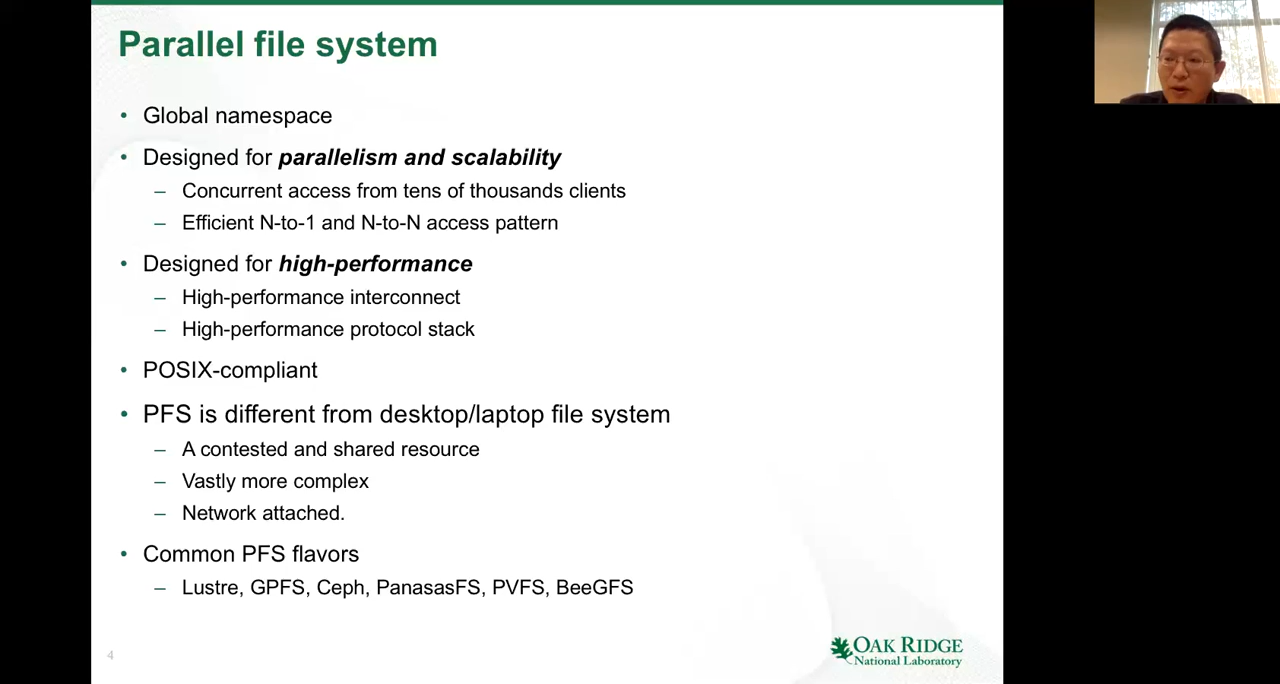 Parallel file system
• Global namespace
• Designed for parallelism and scalability
– Concurrent access from tens of thousands clients
– Efficient N-to-1 and N-to-N access pattern
• Designed for high-performance
– High-performance interconnect
– High-performance protocol stack
• POSIX-compliant
• PFS is different from desktop/laptop file system
– A contested and shared resource
– Vastly more complex
– Network attached.
• Common PFS flavors
– Lustre, GPFS, Ceph, PanasasFS, PVFS, BeeGFS
4
OAK RIDGE
National Laboratory